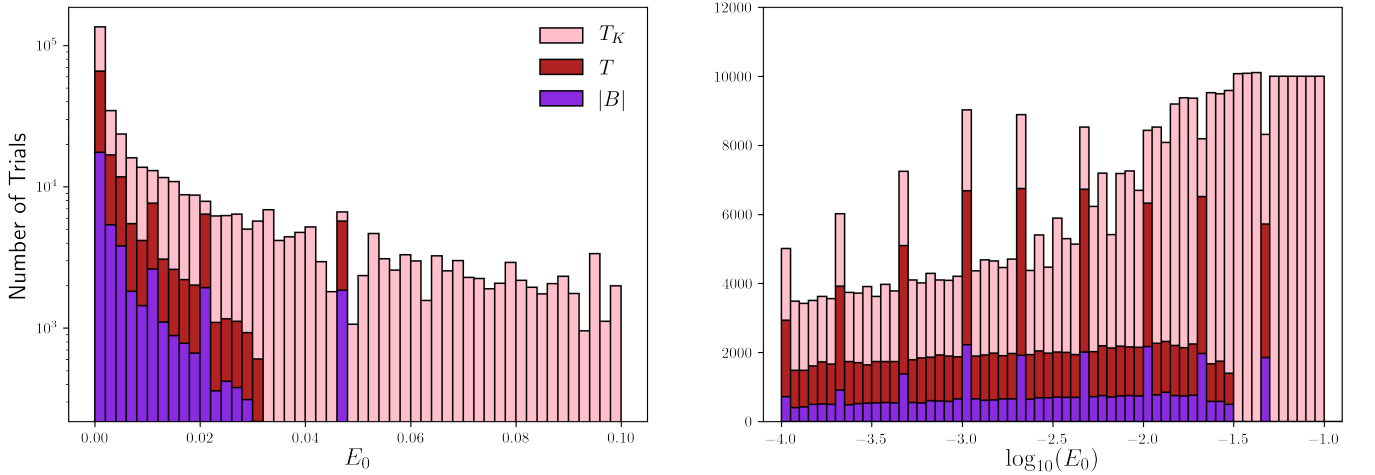 Number of Trials
10⁵
10⁴
10³
0.00 0.02 0.04 0.06 0.08 0.10
E₀
T_K
T
|B|
12000
10000
8000
6000
4000
2000
0
−4.0 −3.5 −3.0 −2.5 −2.0 −1.5 −1.0
log₁₀(E₀)